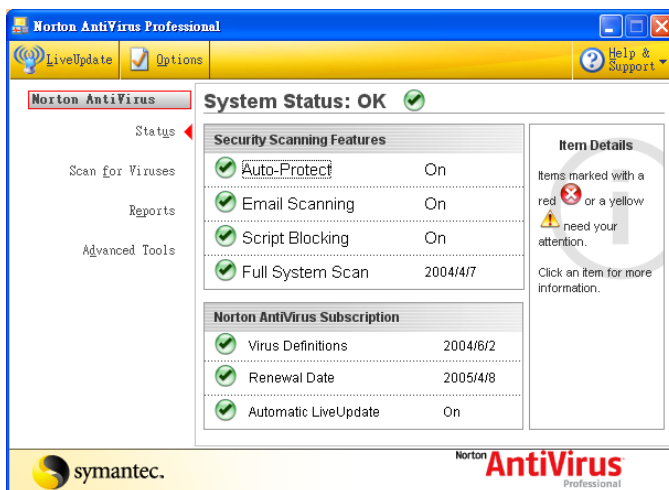 Norton AntiVirus Professional
LiveUpdate
Options
Help & Support
Norton AntiVirus
Status
Scan for Viruses
Reports
Advanced Tools
System Status: OK
Security Scanning Features
Auto-Protect On
Email Scanning On
Script Blocking On
Full System Scan 2004/4/7
Norton AntiVirus Subscription
Virus Definitions 2004/6/2
Renewal Date 2005/4/8
Automatic LiveUpdate On
Item Details
Items marked with a
red or a yellow
need your
attention.
Click an item for more
information.
symantec.
Norton AntiVirus
Professional